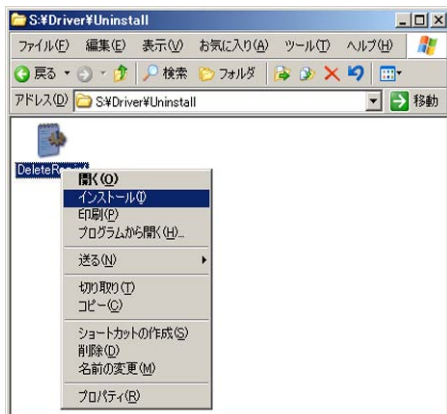 S:¥Driver¥Uninstall
ファイル(F) 編集(E) 表示(V) お気に入り(A) ツール(T) ヘルプ(H)
戻る 検索 フォルダ
アドレス(D) S:¥Driver¥Uninstall 移動
開く(O)
インストール(I)
印刷(P)
プログラムから開く(H)...
送る(N)
切り取り(T)
コピー(C)
ショートカットの作成(S)
削除(D)
名前の変更(M)
プロパティ(R)